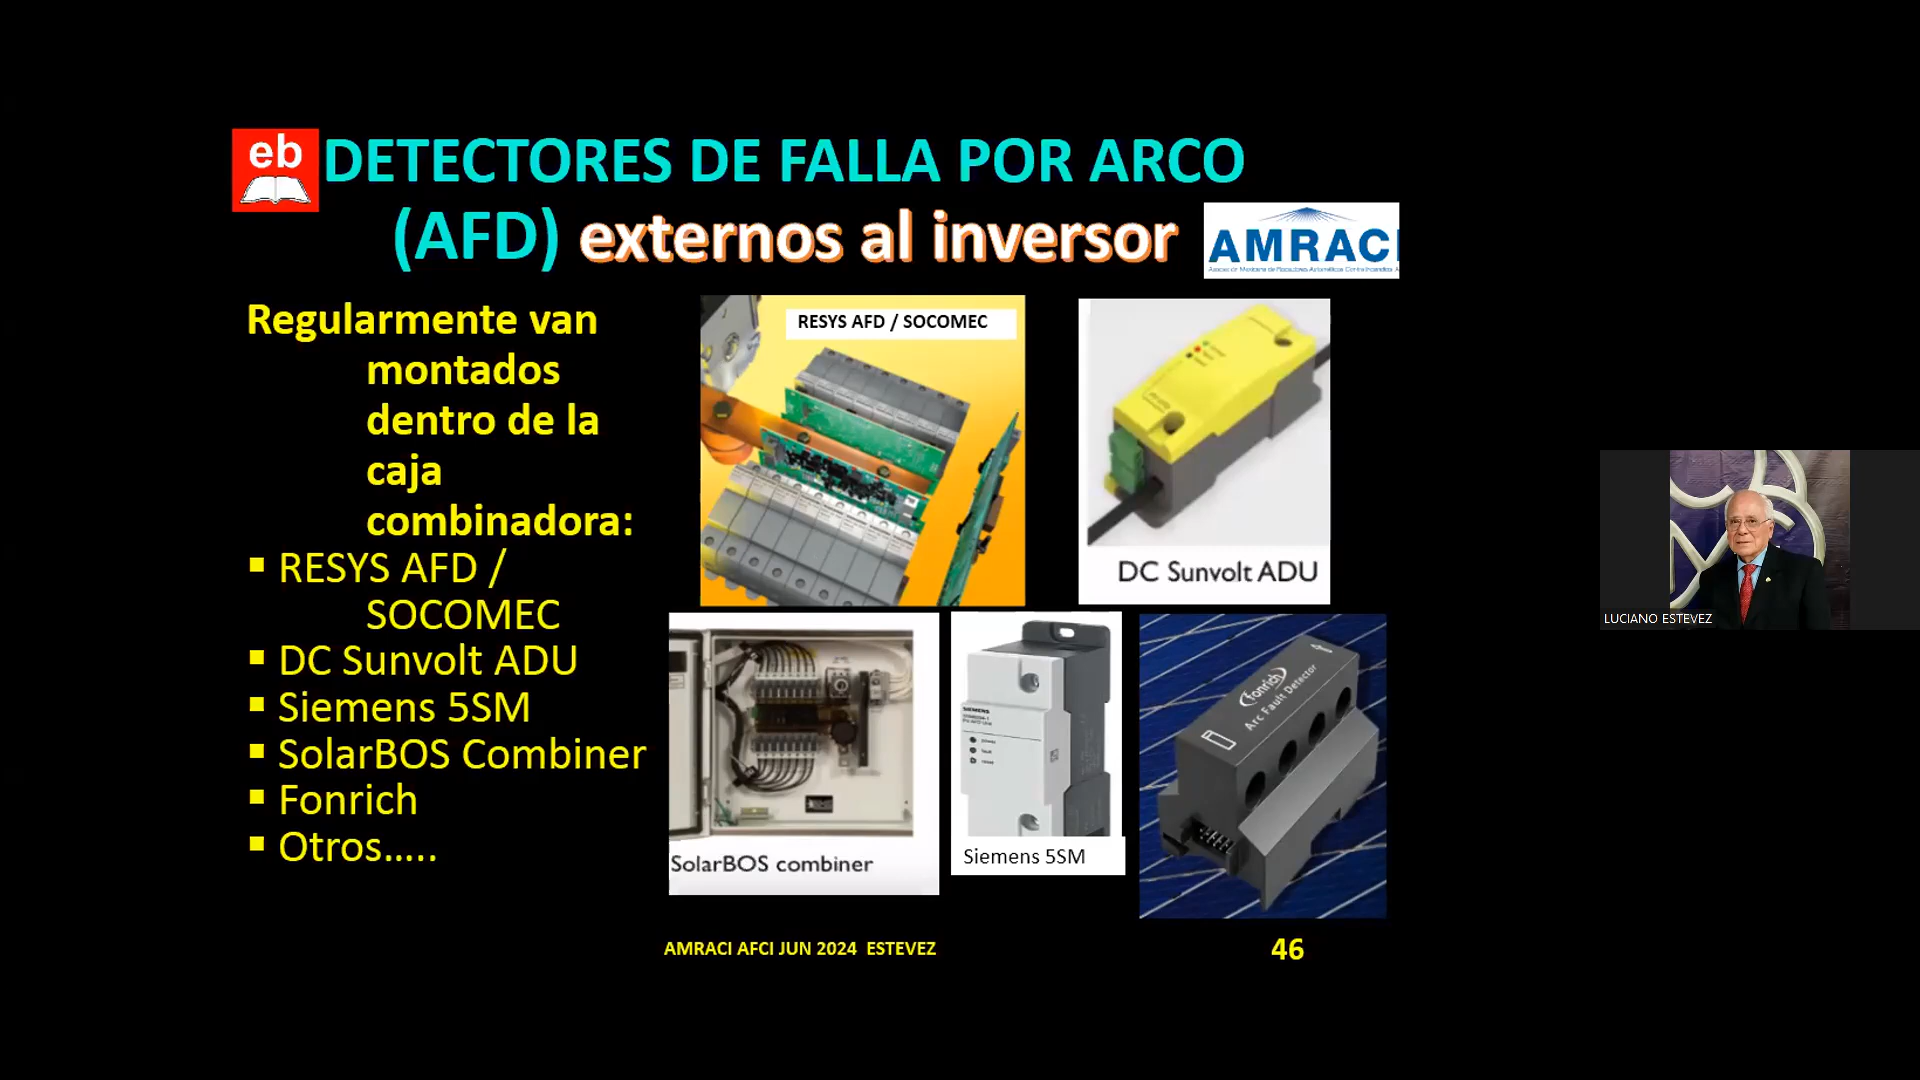 eb
DETECTORES DE FALLA POR ARCO
(AFD) externos al inversor
AMRACI
Regularmente van
montados
dentro de la
caja
combinadora:
▪ RESYS AFD /
SOCOMEC
▪ DC Sunvolt ADU
▪ Siemens 5SM
▪ SolarBOS Combiner
▪ Fonrich
▪ Otros…..
RESYS AFD / SOCOMEC
DC Sunvolt ADU
SolarBOS combiner
SIEMENS
Siemens 5SM
fonrich
Arc Fault Detector
AMRACI AFCI JUN 2024 ESTEVEZ
46
LUCIANO ESTEVEZ